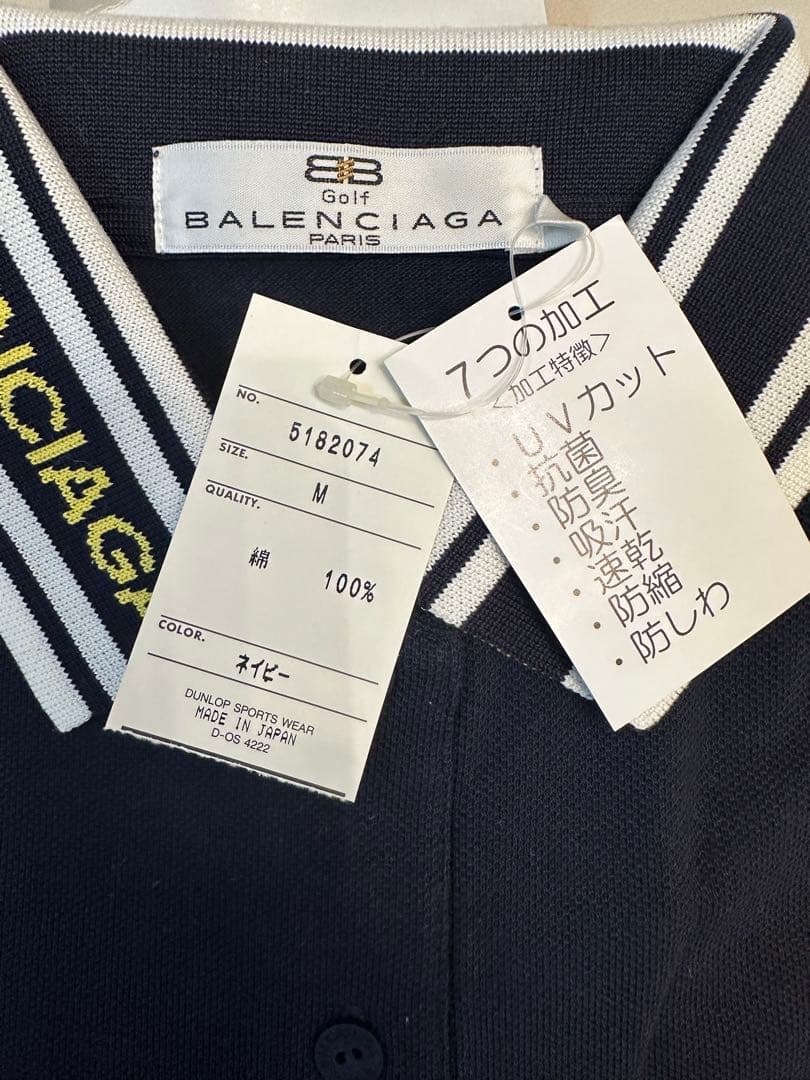 BB
Golf
BALENCIAGA
PARIS
NCIAGA
NO.
5182074
SIZE.
M
QUALITY.
綿 100%
COLOR.
ネイビー
DUNLOP SPORTS WEAR
MADE IN JAPAN
D-OS 4222
7つの加工
<加工特徴>
・UVカット
・抗菌
・防臭
・吸汗
・速乾
・防縮
・防しわ